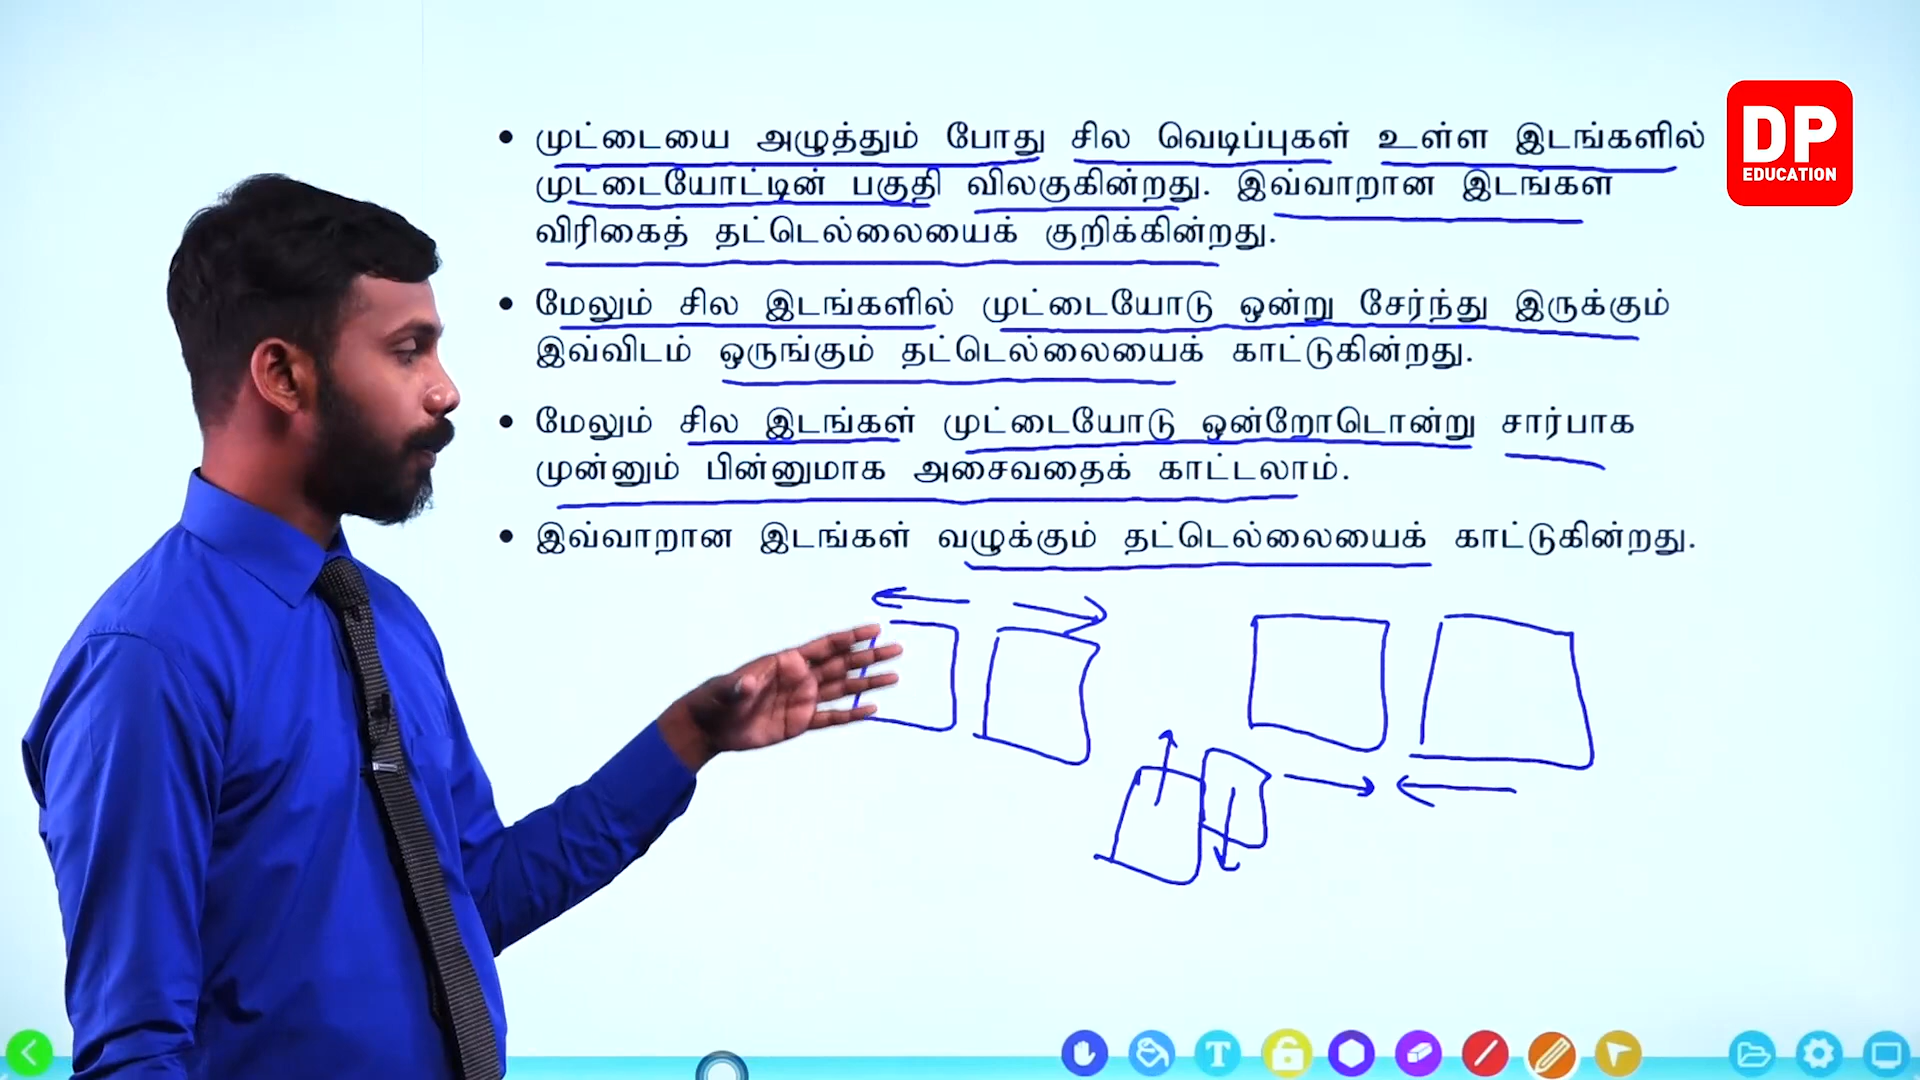 முட்டையை அழுத்தும் போது சில வெடிப்புகள் உள்ள இடங்களில்
முட்டையோட்டின் பகுதி விலகுகின்றது. இவ்வாறான இடங்கள
விரிகைத் தட்டெல்லையைக் குறிக்கின்றது.
மேலும் சில இடங்களில் முட்டையோடு ஒன்று சேர்ந்து இருக்கும்
இவ்விடம் ஒருங்கும் தட்டெல்லையைக் காட்டுகின்றது.
மேலும் சில இடங்கள் முட்டையோடு ஒன்றோடொன்று சார்பாக
முன்னும் பின்னுமாக அசைவதைக் காட்டலாம்.
இவ்வாறான இடங்கள் வழுக்கும் தட்டெல்லையைக் காட்டுகின்றது.
DP
EDUCATION